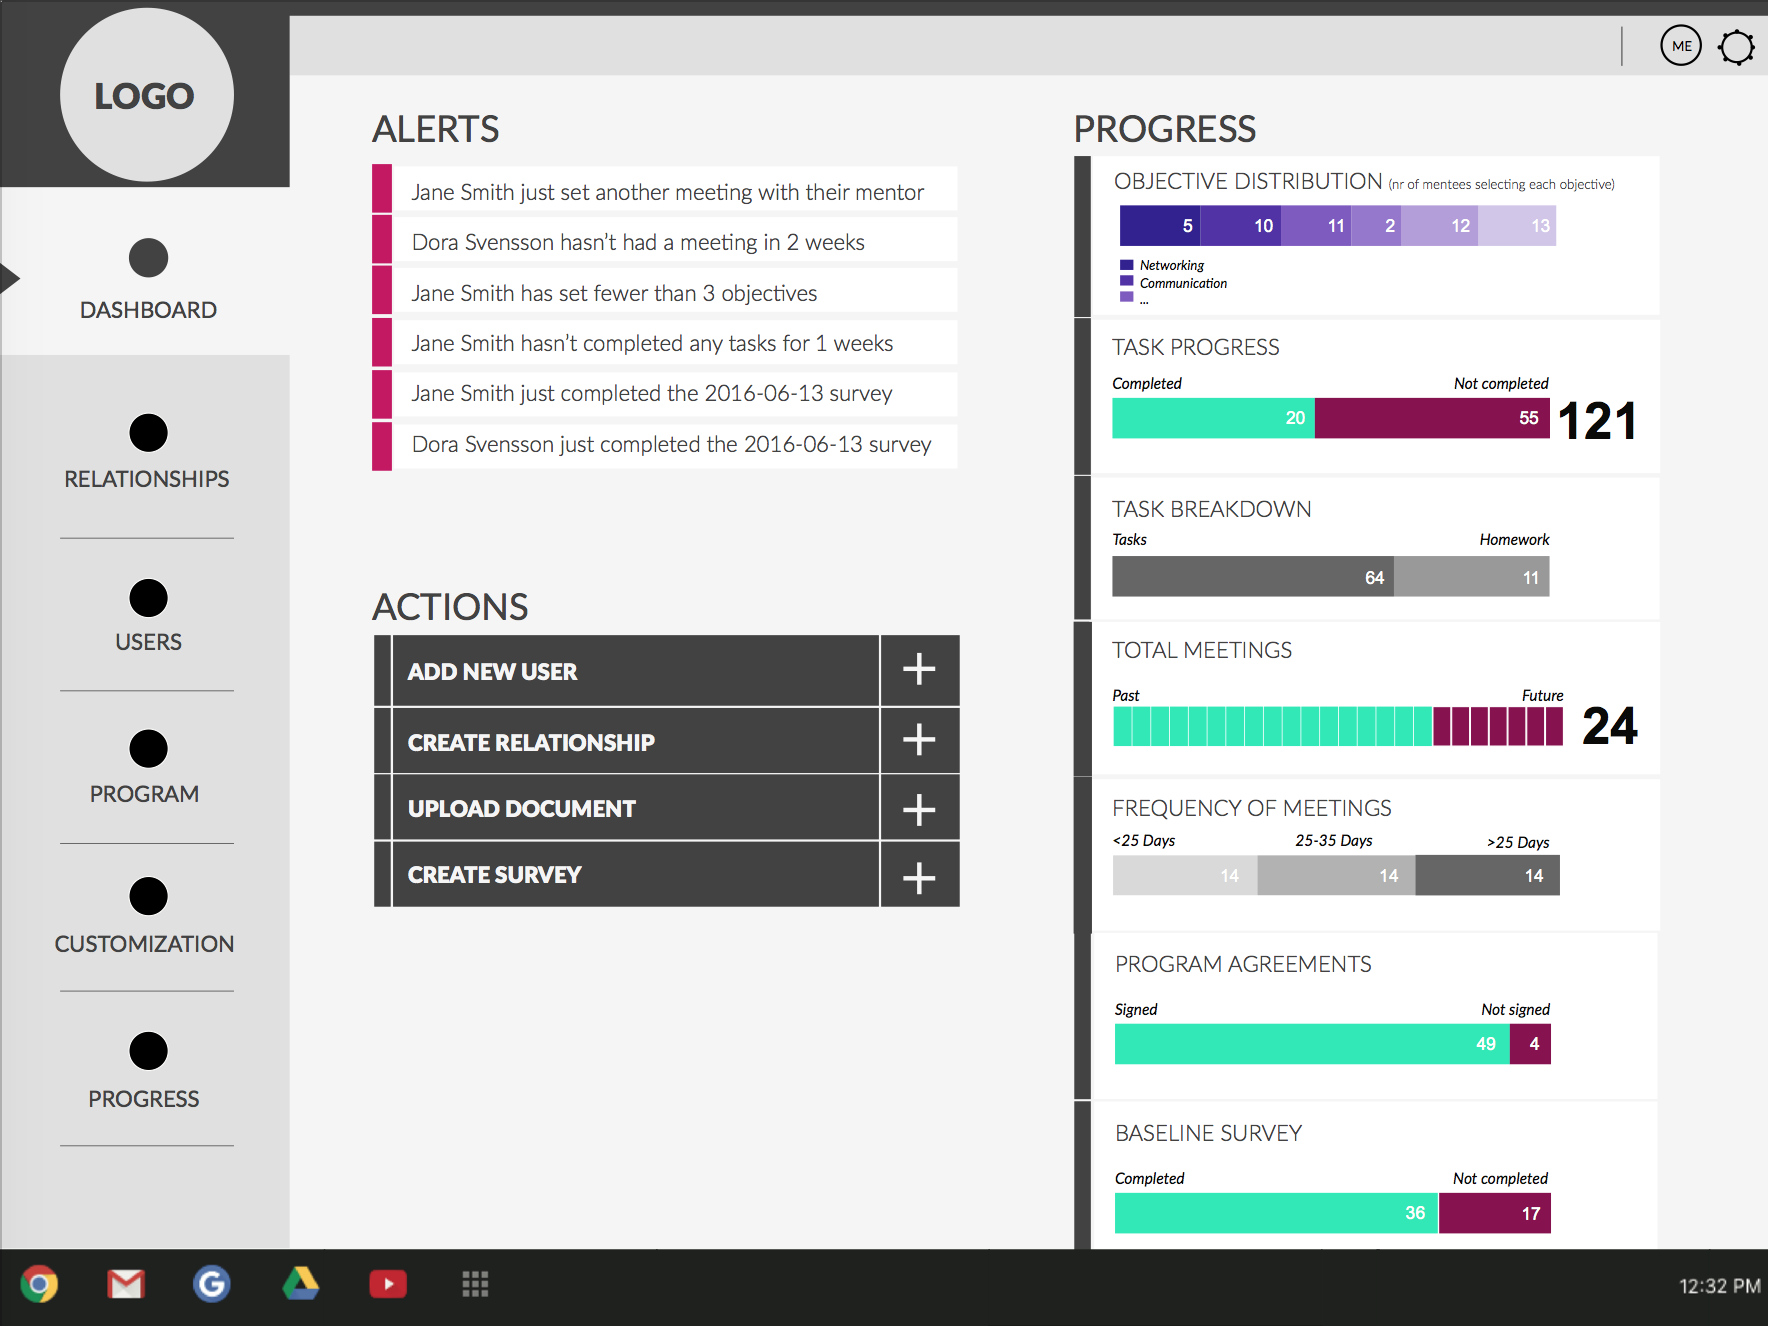 LOGO
ME
DASHBOARD
RELATIONSHIPS
USERS
PROGRAM
CUSTOMIZATION
PROGRESS
ALERTS
Jane Smith just set another meeting with their mentor
Dora Svensson hasn't had a meeting in 2 weeks
Jane Smith has set fewer than 3 objectives
Jane Smith hasn't completed any tasks for 1 weeks
Jane Smith just completed the 2016-06-13 survey
Dora Svensson just completed the 2016-06-13 survey
ACTIONS
ADD NEW USER +
CREATE RELATIONSHIP +
UPLOAD DOCUMENT +
CREATE SURVEY +
PROGRESS
OBJECTIVE DISTRIBUTION (nr of mentees selecting each objective)
5 10 11 2 12 13
Networking
Communication
...
TASK PROGRESS
Completed Not completed
20 55 121
TASK BREAKDOWN
Tasks Homework
64 11
TOTAL MEETINGS
Past Future
24
FREQUENCY OF MEETINGS
<25 Days 25-35 Days >25 Days
14 14 14
PROGRAM AGREEMENTS
Signed Not signed
49 4
BASELINE SURVEY
Completed Not completed
36 17
12:32 PM